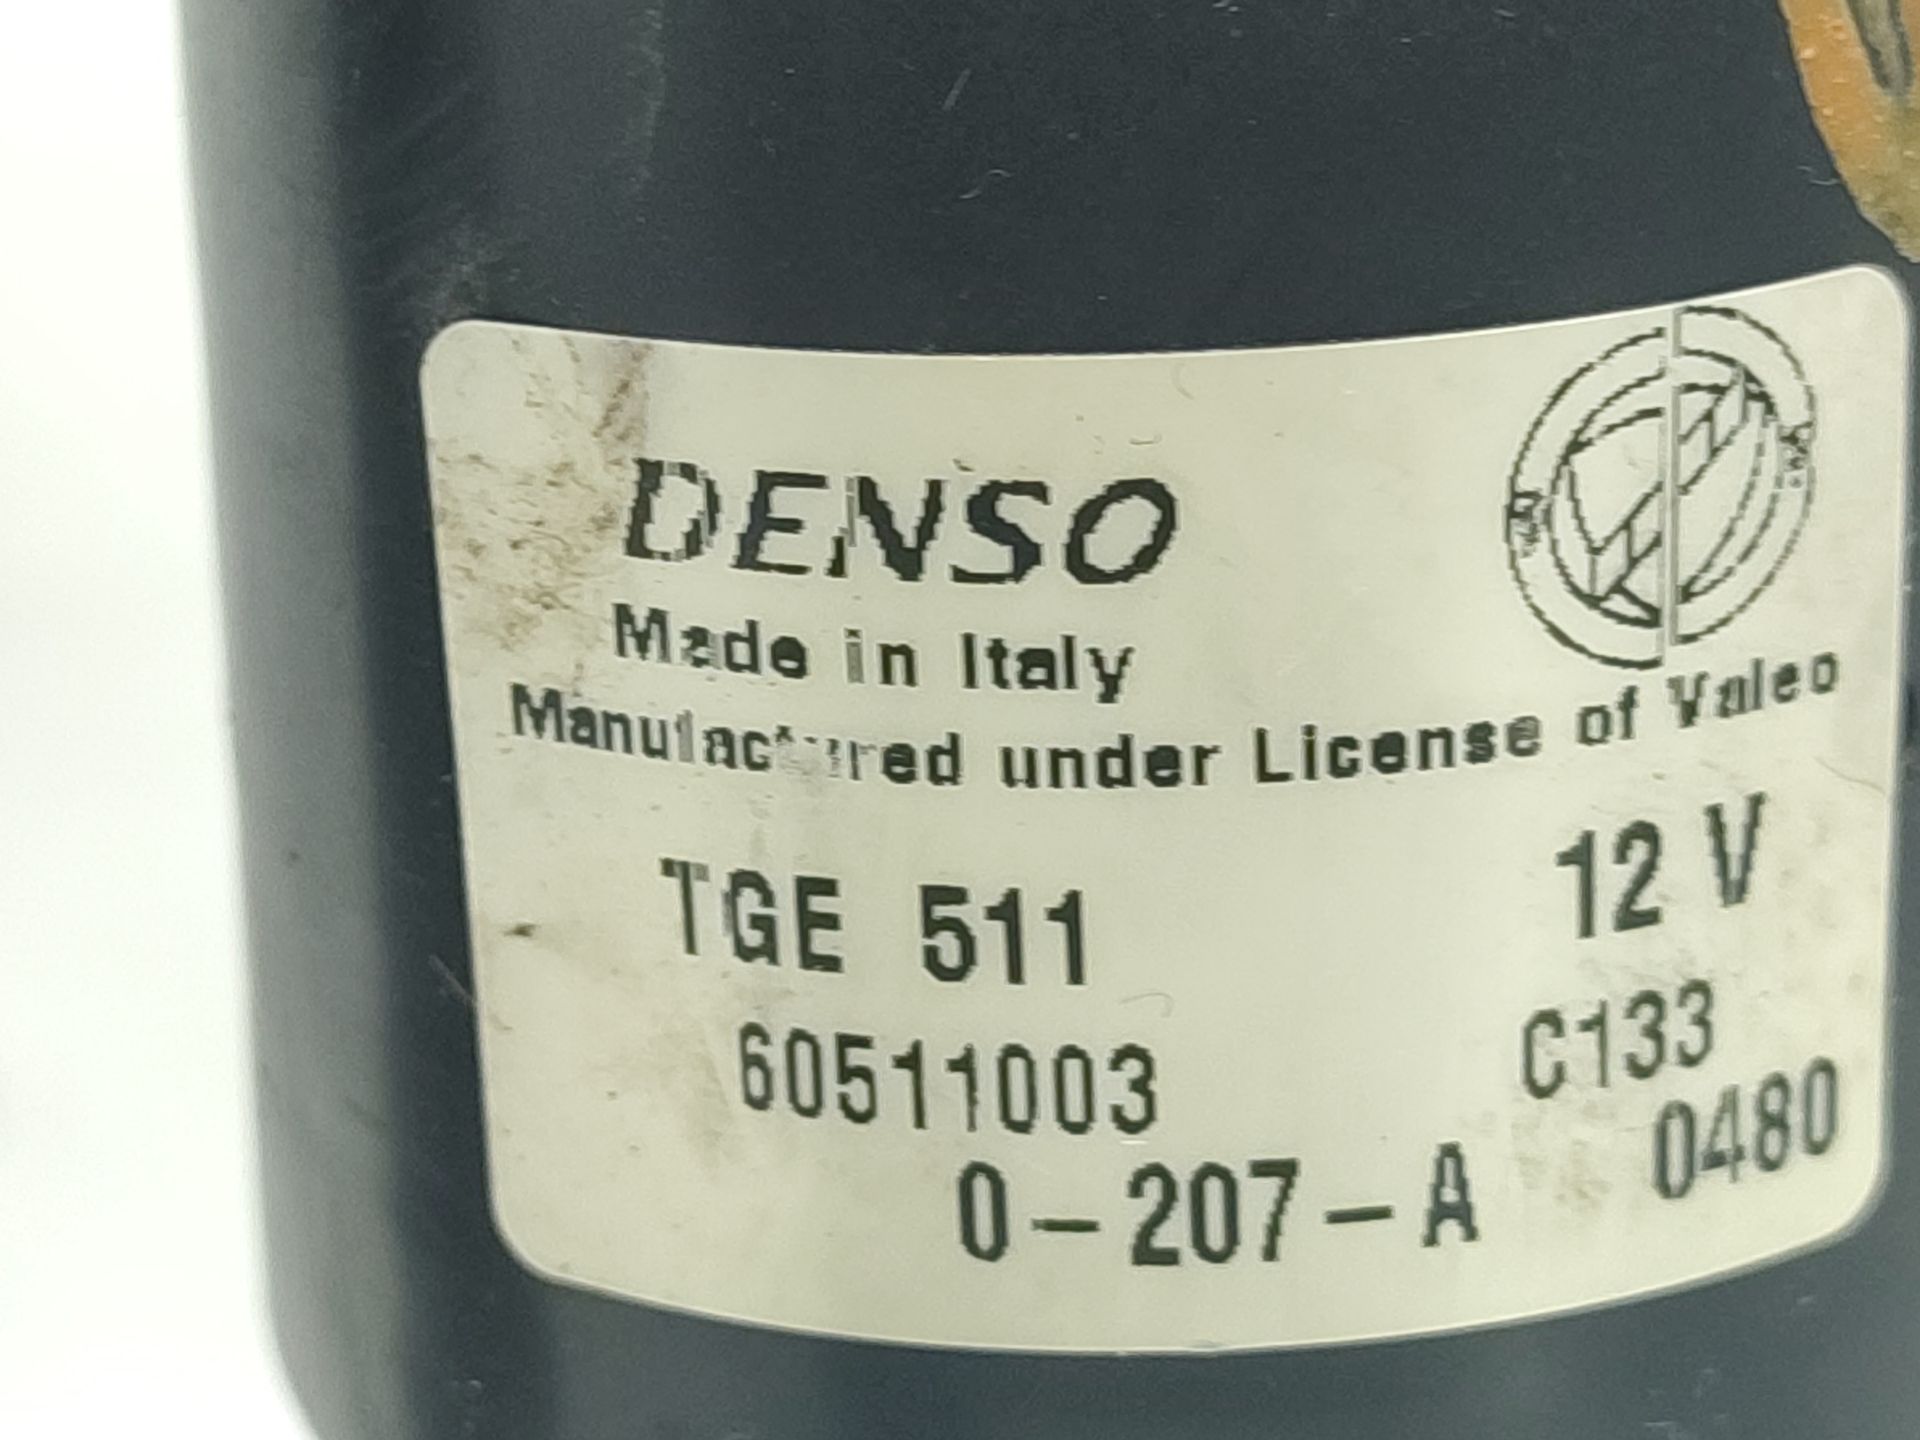 DENSO
Made in Italy
Manufactured under License of Valeo
TGE 511 12 V
60511003 C133
0-207-A 0480